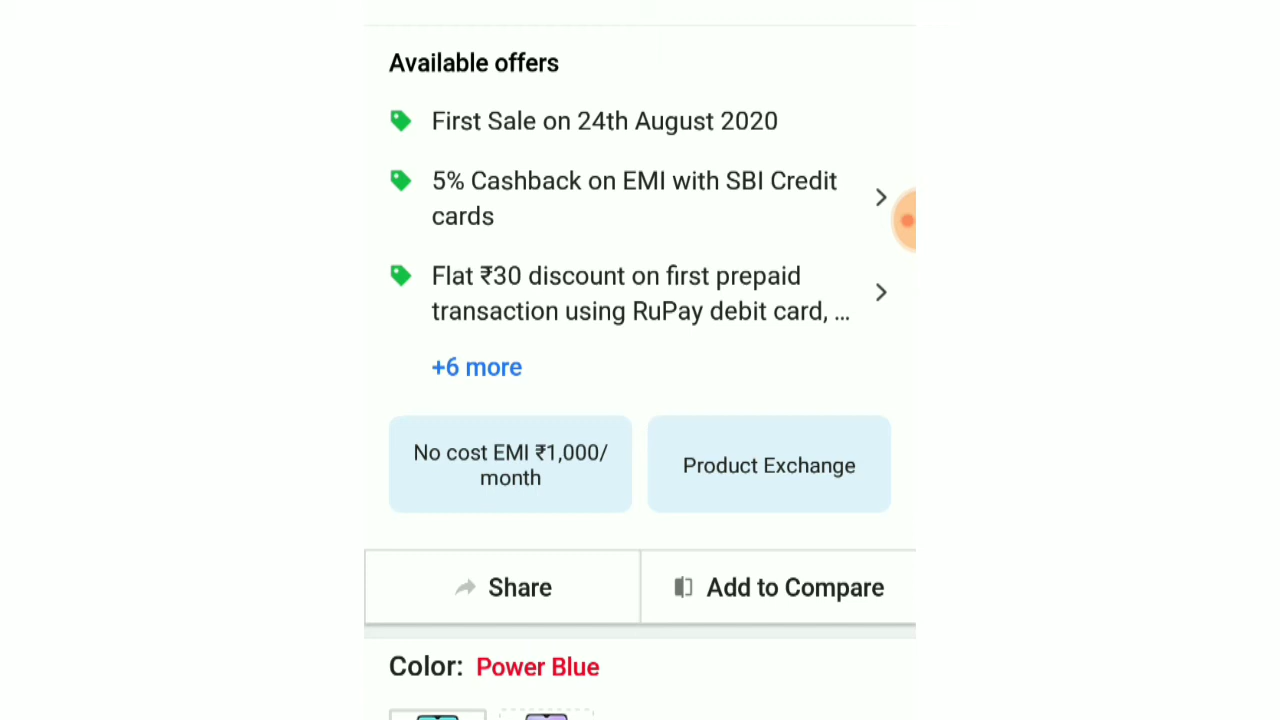 Available offers
First Sale on 24th August 2020
5% Cashback on EMI with SBI Credit
cards
Flat ₹30 discount on first prepaid
transaction using RuPay debit card, ...
+6 more
No cost EMI ₹1,000/
month
Product Exchange
Share
Add to Compare
Color: Power Blue